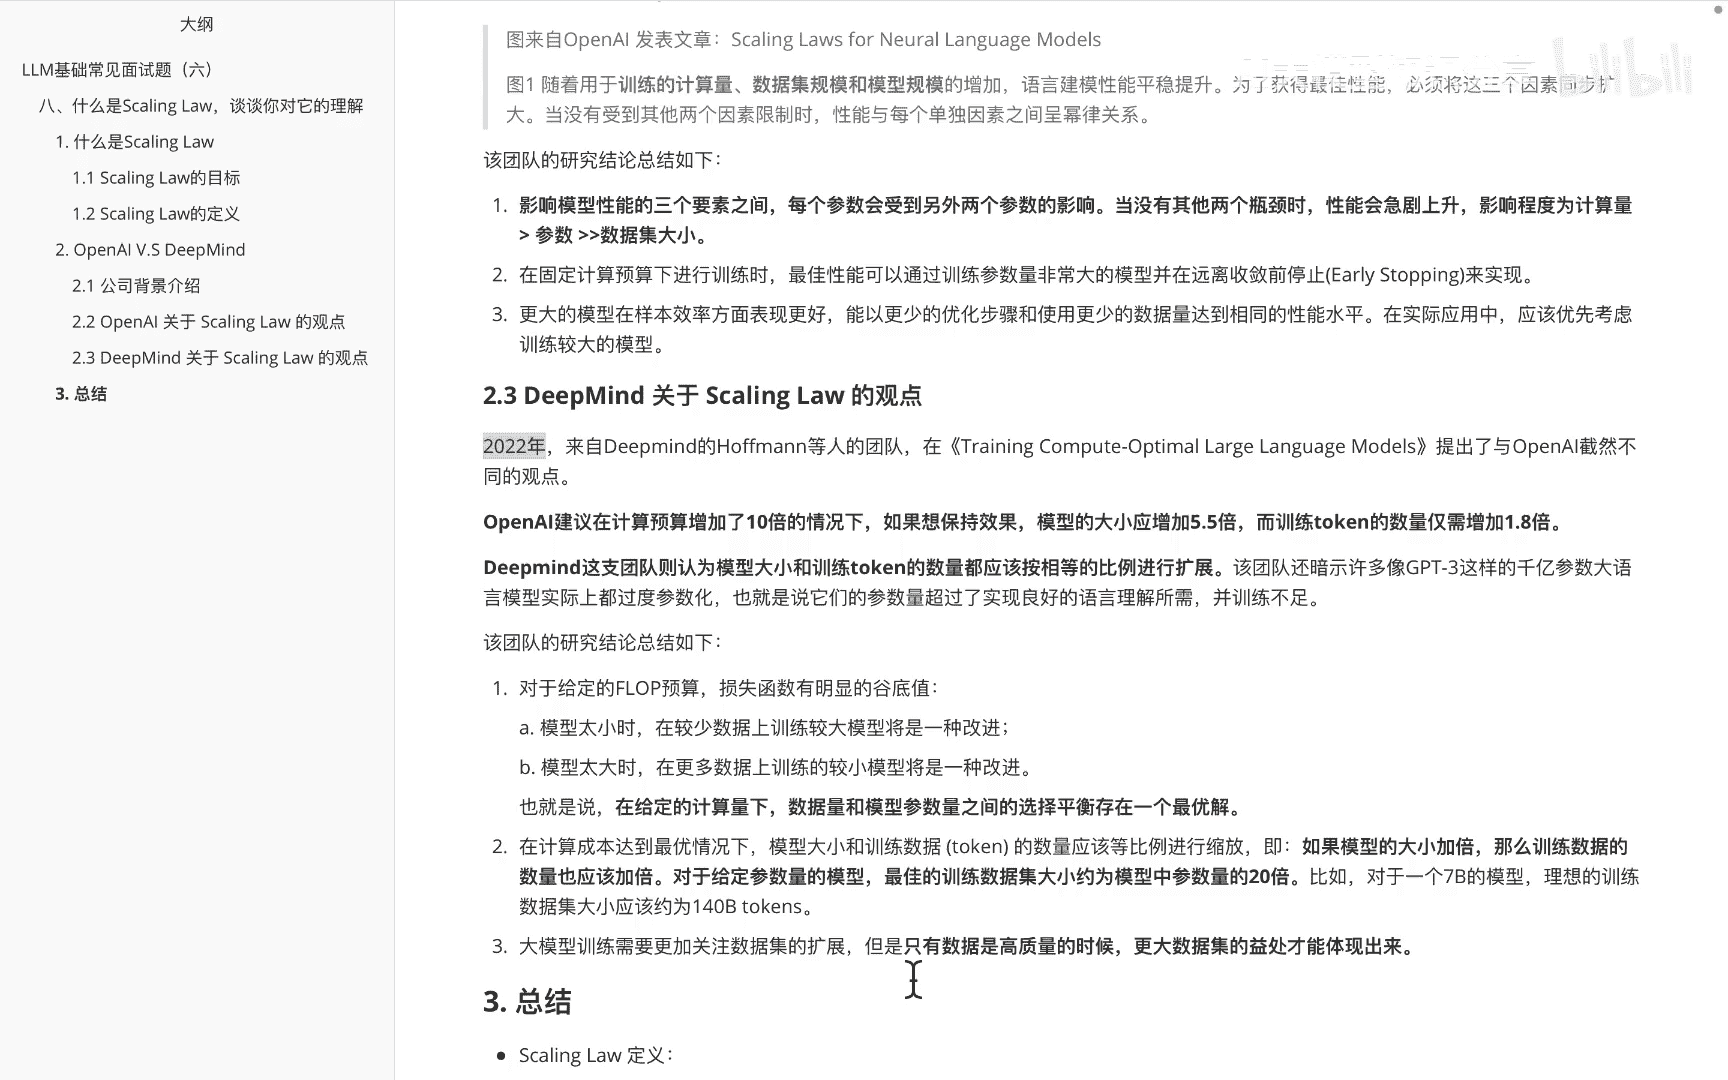 大纲
LLM基础常见面试题（六）
八、什么是Scaling Law，谈谈你对它的理解
1. 什么是Scaling Law
1.1 Scaling Law的目标
1.2 Scaling Law的定义
2. OpenAI V.S DeepMind
2.1 公司背景介绍
2.2 OpenAI 关于 Scaling Law 的观点
2.3 DeepMind 关于 Scaling Law 的观点
3. 总结
图来自OpenAI 发表文章：Scaling Laws for Neural Language Models
图1 随着用于训练的计算量、数据集规模和模型规模的增加，语言建模性能平稳提升。为了获得最佳性能，必须将这三个因素同步扩
大。当没有受到其他两个因素限制时，性能与每个单独因素之间呈幂律关系。
该团队的研究结论总结如下：
1. 影响模型性能的三个要素之间，每个参数会受到另外两个参数的影响。当没有其他两个瓶颈时，性能会急剧上升，影响程度为计算量
> 参数 >>数据集大小。
2. 在固定计算预算下进行训练时，最佳性能可以通过训练参数量非常大的模型并在远离收敛前停止(Early Stopping)来实现。
3. 更大的模型在样本效率方面表现更好，能以更少的优化步骤和使用更少的数据量达到相同的性能水平。在实际应用中，应该优先考虑
训练较大的模型。
2.3 DeepMind 关于 Scaling Law 的观点
2022年，来自Deepmind的Hoffmann等人的团队，在《Training Compute-Optimal Large Language Models》提出了与OpenAI截然不
同的观点。
OpenAI建议在计算预算增加了10倍的情况下，如果想保持效果，模型的大小应增加5.5倍，而训练token的数量仅需增加1.8倍。
Deepmind这支团队则认为模型大小和训练token的数量都应该按相等的比例进行扩展。该团队还暗示许多像GPT-3这样的千亿参数大语
言模型实际上都过度参数化，也就是说它们的参数量超过了实现良好的语言理解所需，并训练不足。
该团队的研究结论总结如下：
1. 对于给定的FLOP预算，损失函数有明显的谷底值：
a. 模型太小时，在较少数据上训练较大模型将是一种改进；
b. 模型太大时，在更多数据上训练的较小模型将是一种改进。
也就是说，在给定的计算量下，数据量和模型参数量之间的选择平衡存在一个最优解。
2. 在计算成本达到最优情况下，模型大小和训练数据 (token) 的数量应该等比例进行缩放，即：如果模型的大小加倍，那么训练数据的
数量也应该加倍。对于给定参数量的模型，最佳的训练数据集大小约为模型中参数量的20倍。比如，对于一个7B的模型，理想的训练
数据集大小应该约为140B tokens。
3. 大模型训练需要更加关注数据集的扩展，但是只有数据是高质量的时候，更大数据集的益处才能体现出来。
3. 总结
• Scaling Law 定义：
bilibili